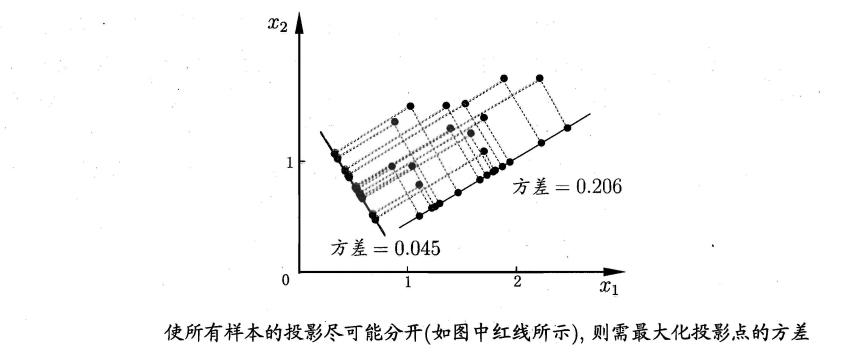 x₂
1
方差 = 0.206
方差 = 0.045
0
1
2
x₁
使所有样本的投影尽可能分开(如图中红线所示), 则需最大化投影点的方差